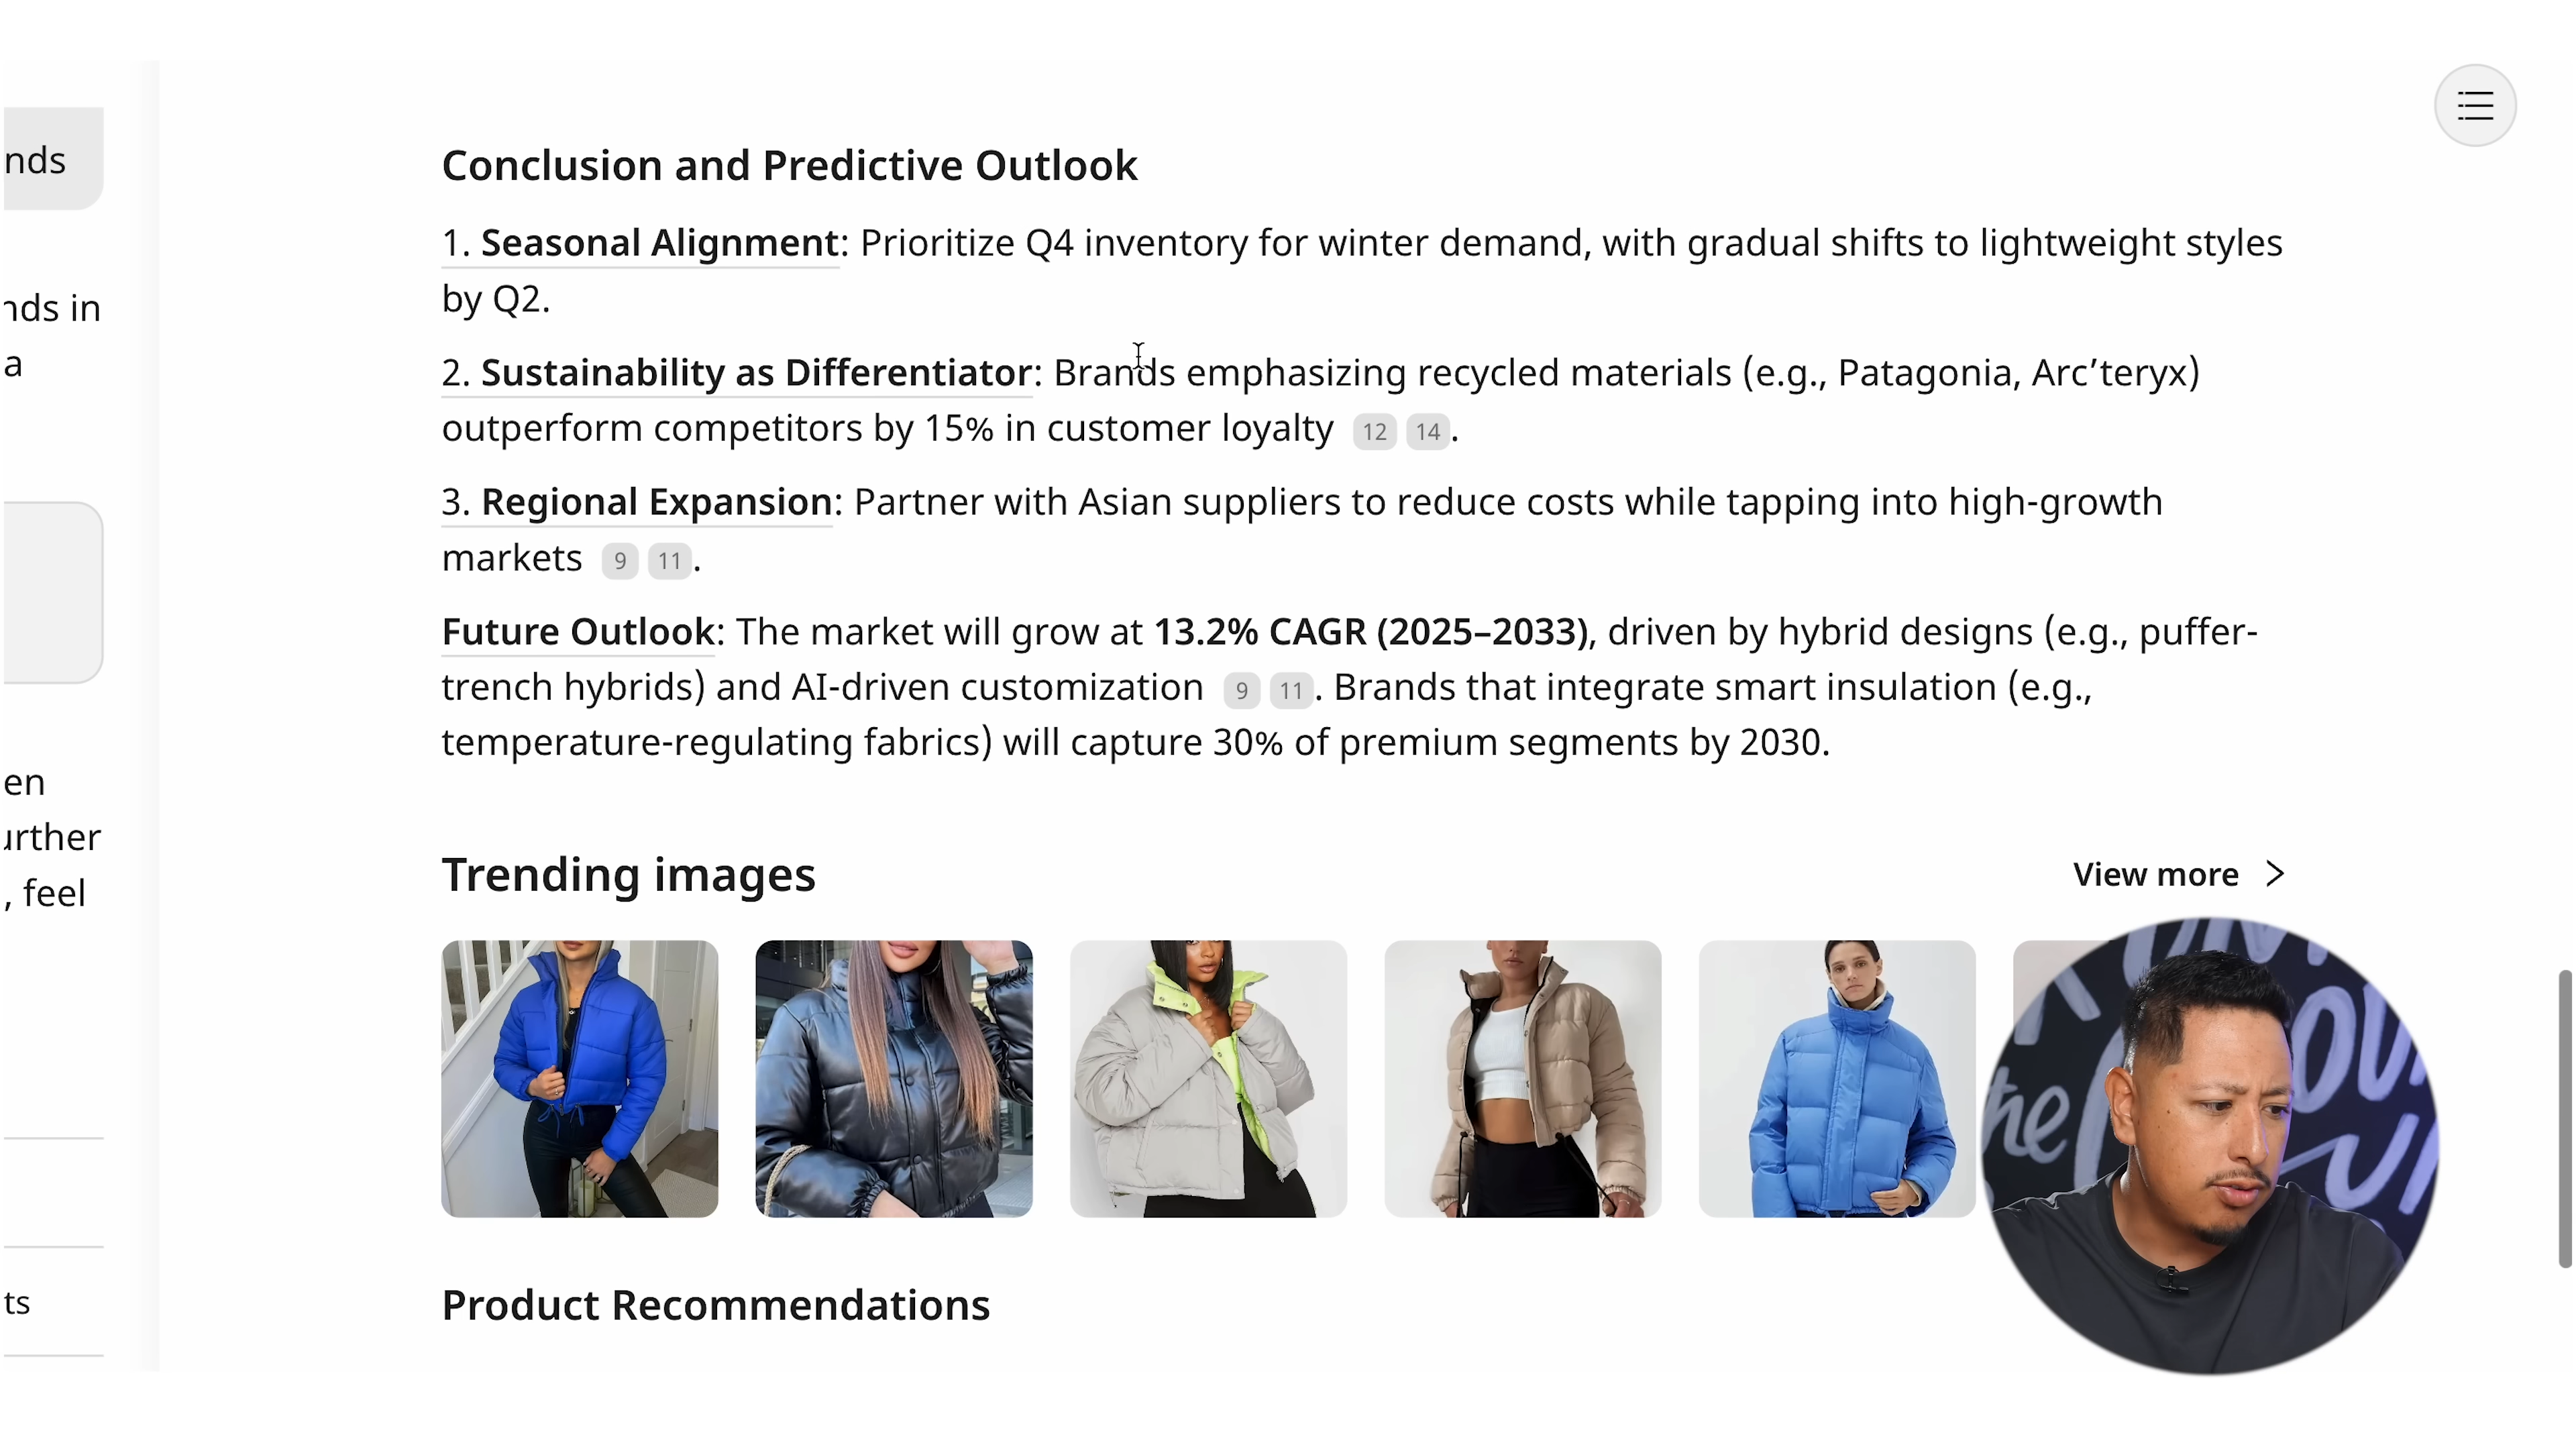 nds
nds in
a
en
urther
, feel
ts
Conclusion and Predictive Outlook
1. Seasonal Alignment: Prioritize Q4 inventory for winter demand, with gradual shifts to lightweight styles
by Q2.
2. Sustainability as Differentiator: Brands emphasizing recycled materials (e.g., Patagonia, Arc’teryx)
outperform competitors by 15% in customer loyalty 12 14.
3. Regional Expansion: Partner with Asian suppliers to reduce costs while tapping into high-growth
markets 9 11.
Future Outlook: The market will grow at 13.2% CAGR (2025–2033), driven by hybrid designs (e.g., puffer-
trench hybrids) and AI-driven customization 9 11. Brands that integrate smart insulation (e.g.,
temperature-regulating fabrics) will capture 30% of premium segments by 2030.
Trending images
View more
the
Product Recommendations